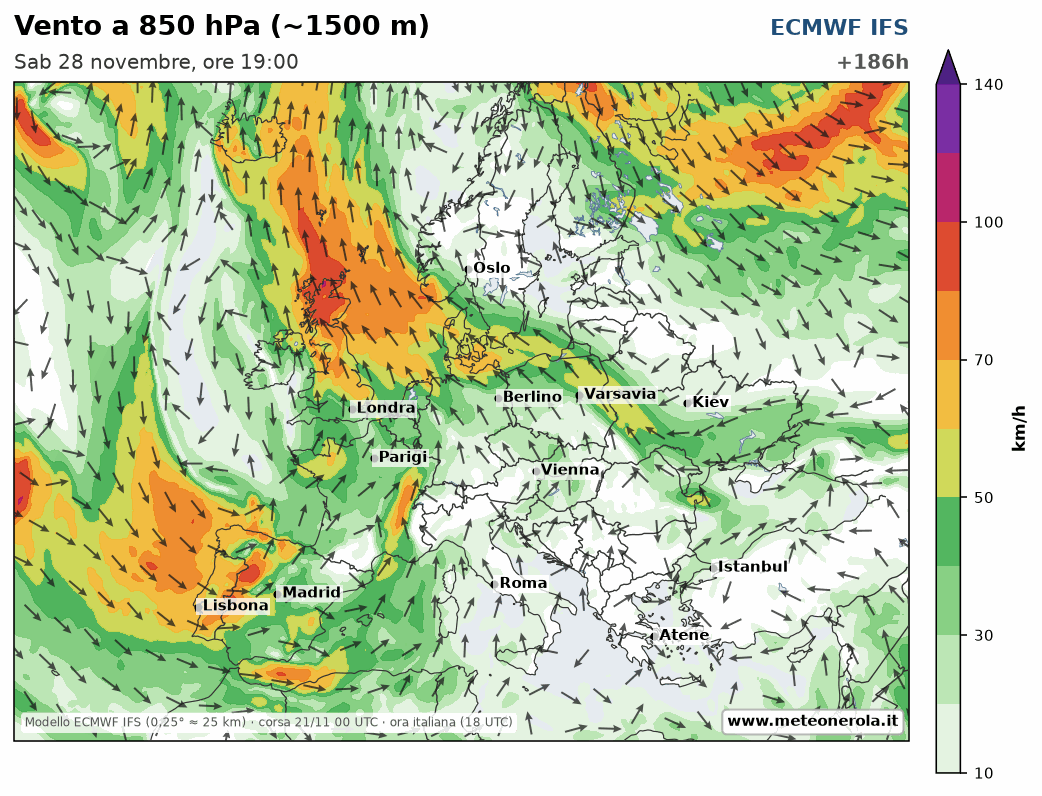 Vento a 850 hPa (~1500 m)
ECMWF IFS
Sab 28 novembre, ore 19:00
+186h
140
100
70
50
30
10
km/h
Oslo
Londra
Berlino
Varsavia
Kiev
Parigi
Vienna
Istanbul
Roma
Madrid
Lisbona
Atene
Modello ECMWF IFS (0,25° ≈ 25 km) · corsa 21/11 00 UTC · ora italiana (18 UTC)
www.meteonerola.it